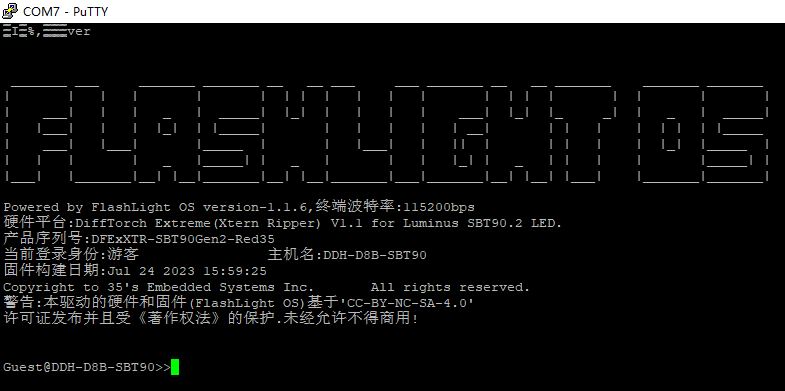 COM7 - PuTTY
%,ver
FLASHLIGHT OS
Powered by FlashLight OS version-1.1.6,终端波特率:115200bps
硬件平台:DiffTorch Extreme(Xtern Ripper) V1.1 for Luminus SBT90.2 LED.
产品序列号:DFExXTR-SBT90Gen2-Red35
当前登录身份:游客 主机名:DDH-D8B-SBT90
固件构建日期:Jul 24 2023 15:59:25
Copyright to 35's Embedded Systems Inc. All rights reserved.
警告:本驱动的硬件和固件(FlashLight OS)基于'CC-BY-NC-SA-4.0'
许可证发布并且受《著作权法》的保护.未经允许不得商用!
Guest@DDH-D8B-SBT90>>